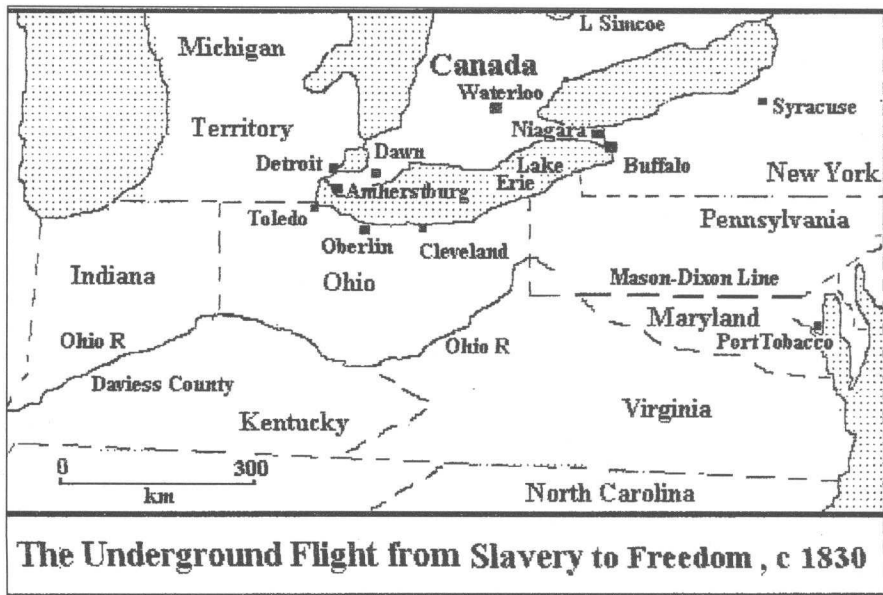 L Simcoe
Michigan
Canada
Waterloo
Syracuse
Territory
Niagara
Dawn
Detroit
Lake
Erie
Buffalo
Amherstburg
New York
Toledo
Pennsylvania
Oberlin
Cleveland
Indiana
Ohio
Mason-Dixon Line
Maryland
Ohio R
Ohio R
PortTobacco
Daviess County
Kentucky
Virginia
0 300
km
North Carolina
The Underground Flight from Slavery to Freedom , c 1830